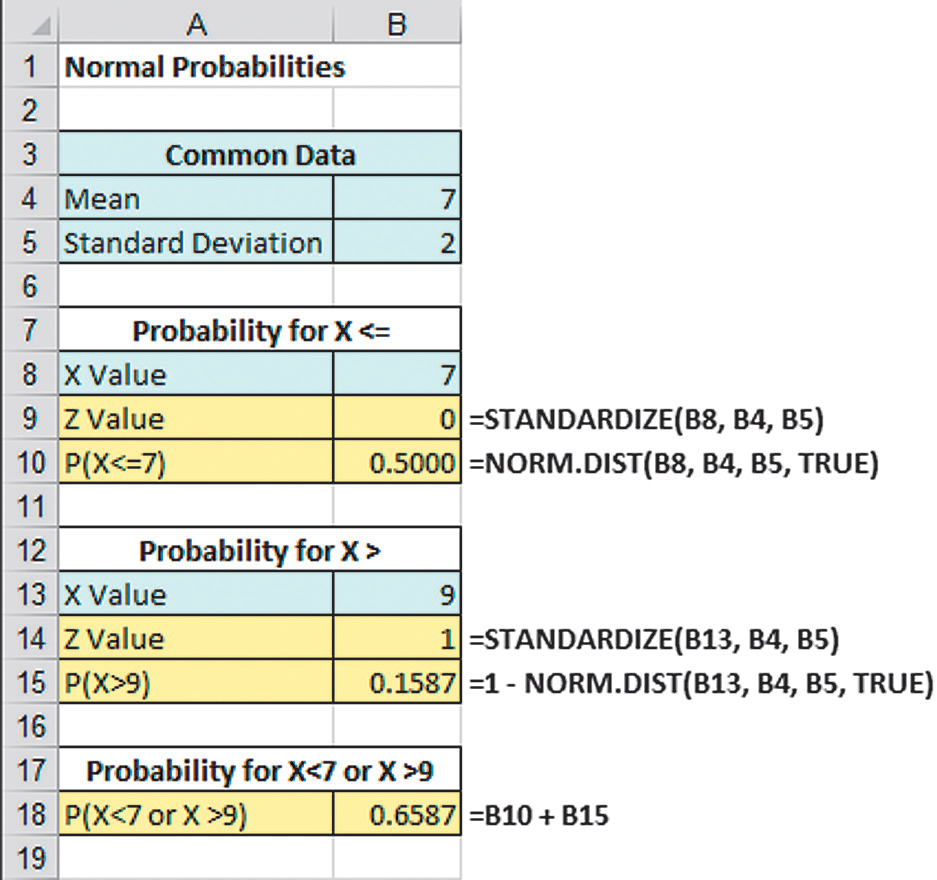 A B
1 Normal Probabilities
2
3 Common Data
4 Mean 7
5 Standard Deviation 2
6
7 Probability for X <=
8 X Value 7
9 Z Value 0 =STANDARDIZE(B8, B4, B5)
10 P(X<=7) 0.5000 =NORM.DIST(B8, B4, B5, TRUE)
11
12 Probability for X >
13 X Value 9
14 Z Value 1 =STANDARDIZE(B13, B4, B5)
15 P(X>9) 0.1587 =1 - NORM.DIST(B13, B4, B5, TRUE)
16
17 Probability for X<7 or X >9
18 P(X<7 or X >9) 0.6587 =B10 + B15
19